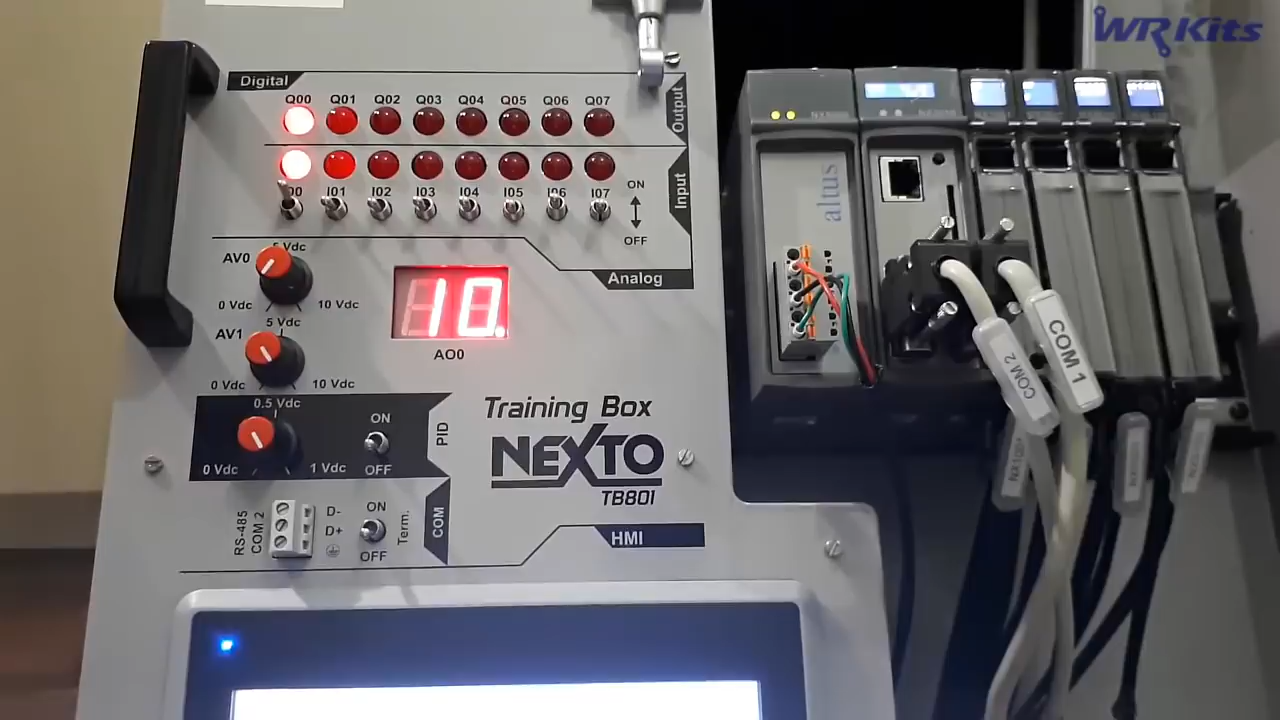 WR Kits
Digital
Q00 Q01 Q02 Q03 Q04 Q05 Q06 Q07
Output
I01 I02 I03 I04 I05 I06 I07
Input
ON
OFF
Analog
5 Vdc
AV0
0 Vdc
10 Vdc
5 Vdc
AV1
0 Vdc
10 Vdc
10.
AO0
0.5 Vdc
0 Vdc
1 Vdc
ON
OFF
PID
Training Box
NEXTO
TB801
RS-485
COM 2
D-
D+
ON
OFF
Term.
COM
HMI
altus
COM 2
COM 1